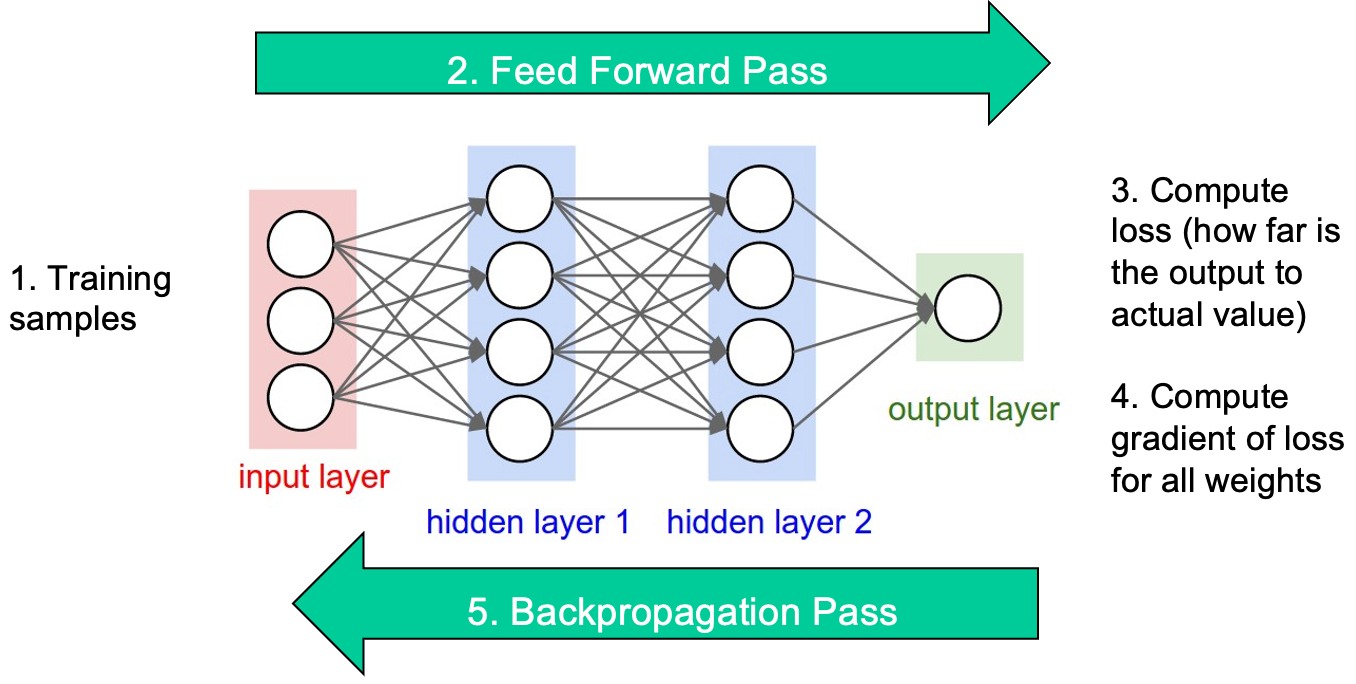 2. Feed Forward Pass
1. Training
samples
input layer
hidden layer 1
hidden layer 2
output layer
3. Compute
loss (how far is
the output to
actual value)
4. Compute
gradient of loss
for all weights
5. Backpropagation Pass